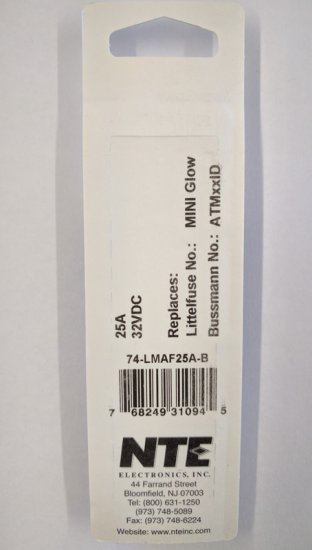 25A
32VDC
Replaces:
Littelfuse No.: MINI Glow
Bussmann No.: ATMxxID
74-LMAF25A-B
7 68249 31094 5
NTE
ELECTRONICS, INC.
44 Farrand Street
Bloomfield, NJ 07003
Tel: (800) 631-1250
(973) 748-5089
Fax: (973) 748-6224
Website: www.nteinc.com